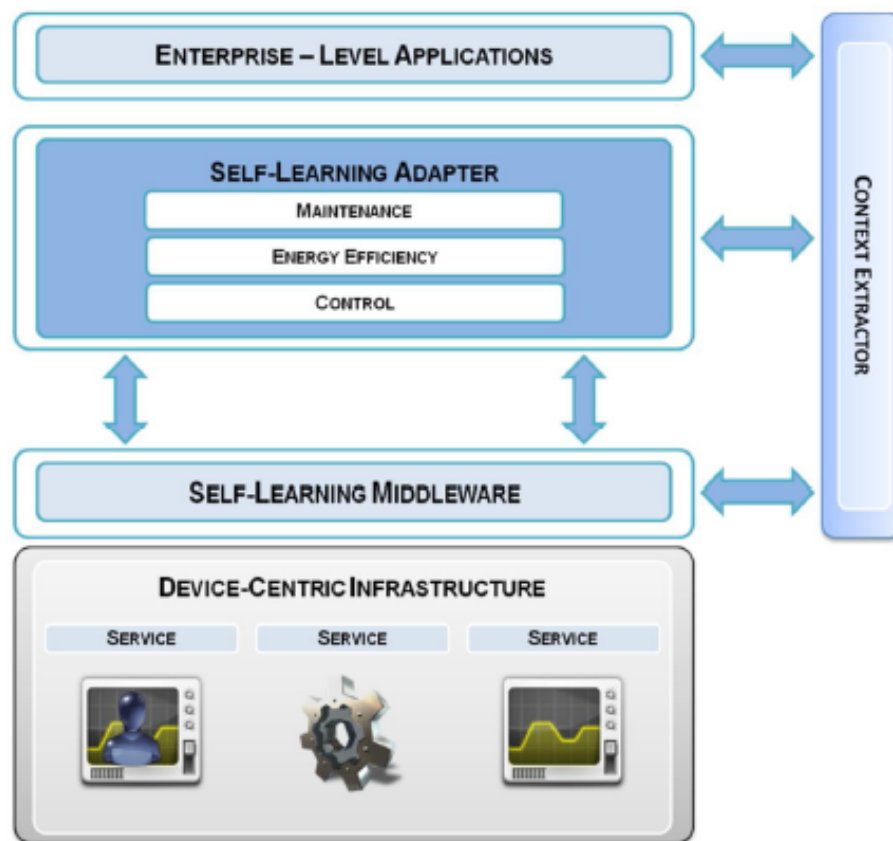 ENTERPRISE – LEVEL APPLICATIONS
SELF-LEARNING ADAPTER
MAINTENANCE
ENERGY EFFICIENCY
CONTROL
CONTEXT EXTRACTOR
SELF-LEARNING MIDDLEWARE
DEVICE-CENTRIC INFRASTRUCTURE
SERVICE SERVICE SERVICE